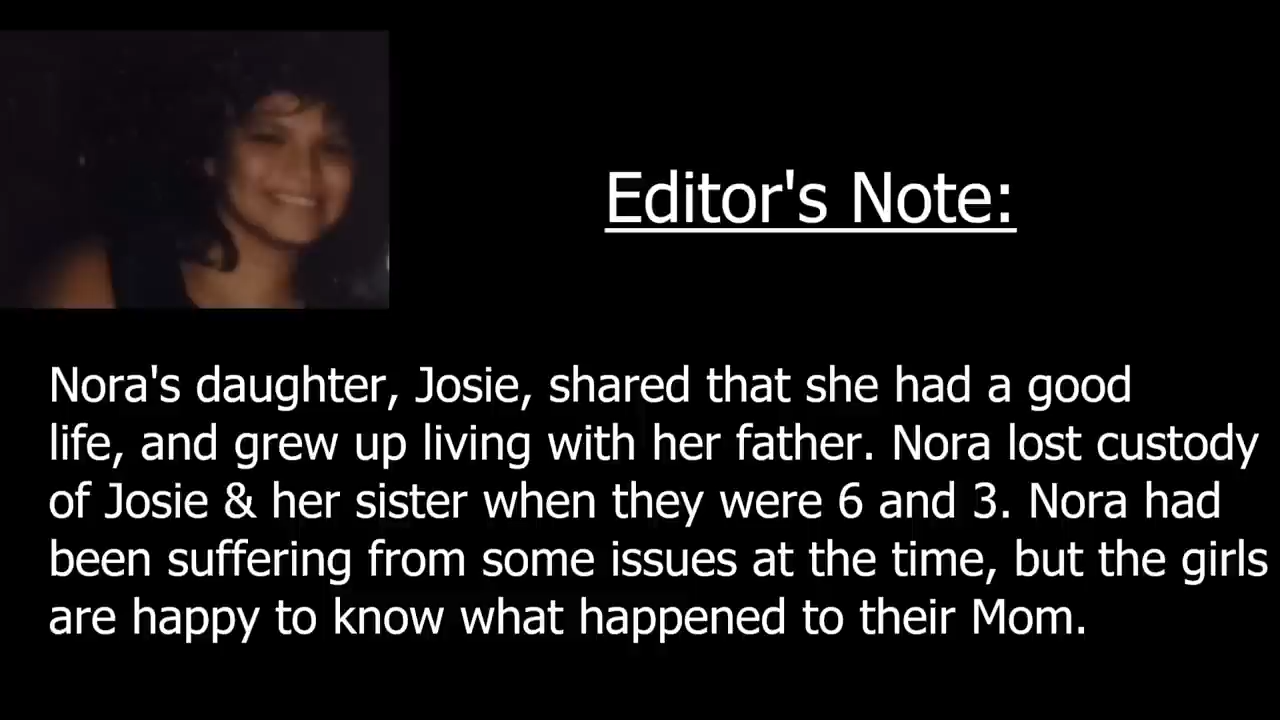 Editor's Note:
Nora's daughter, Josie, shared that she had a good
life, and grew up living with her father. Nora lost custody
of Josie & her sister when they were 6 and 3. Nora had
been suffering from some issues at the time, but the girls
are happy to know what happened to their Mom.